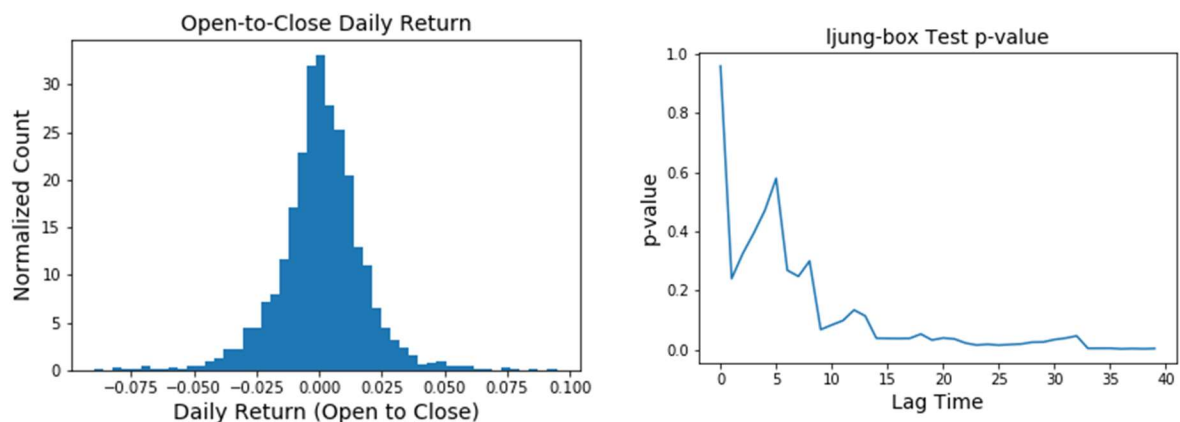 Open-to-Close Daily Return
Normalized Count
30
25
20
15
10
5
0
−0.075 −0.050 −0.025 0.000 0.025 0.050 0.075 0.100
Daily Return (Open to Close)
ljung-box Test p-value
p-value
1.0
0.8
0.6
0.4
0.2
0.0
0 5 10 15 20 25 30 35 40
Lag Time